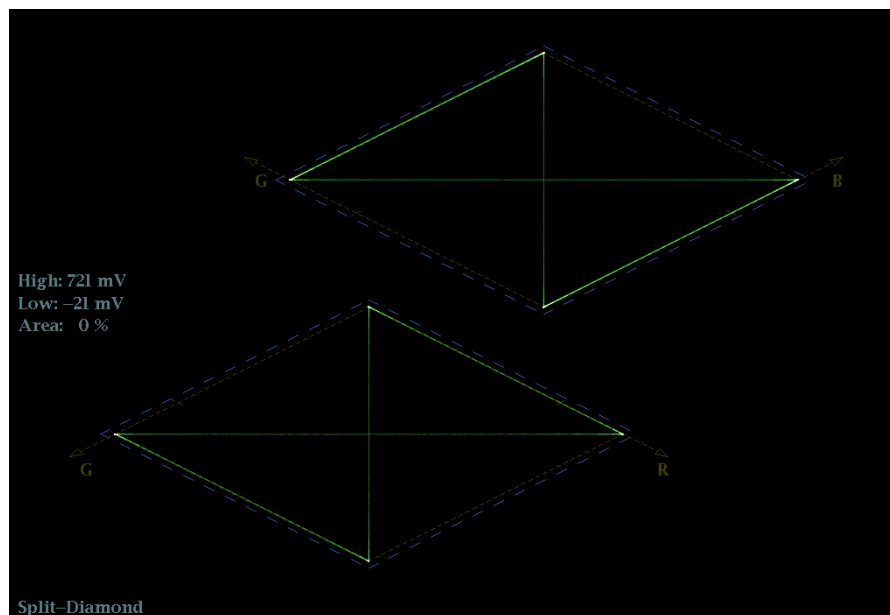 G
B
High: 721 mV
Low: –21 mV
Area: 0 %
G
R
Split–Diamond